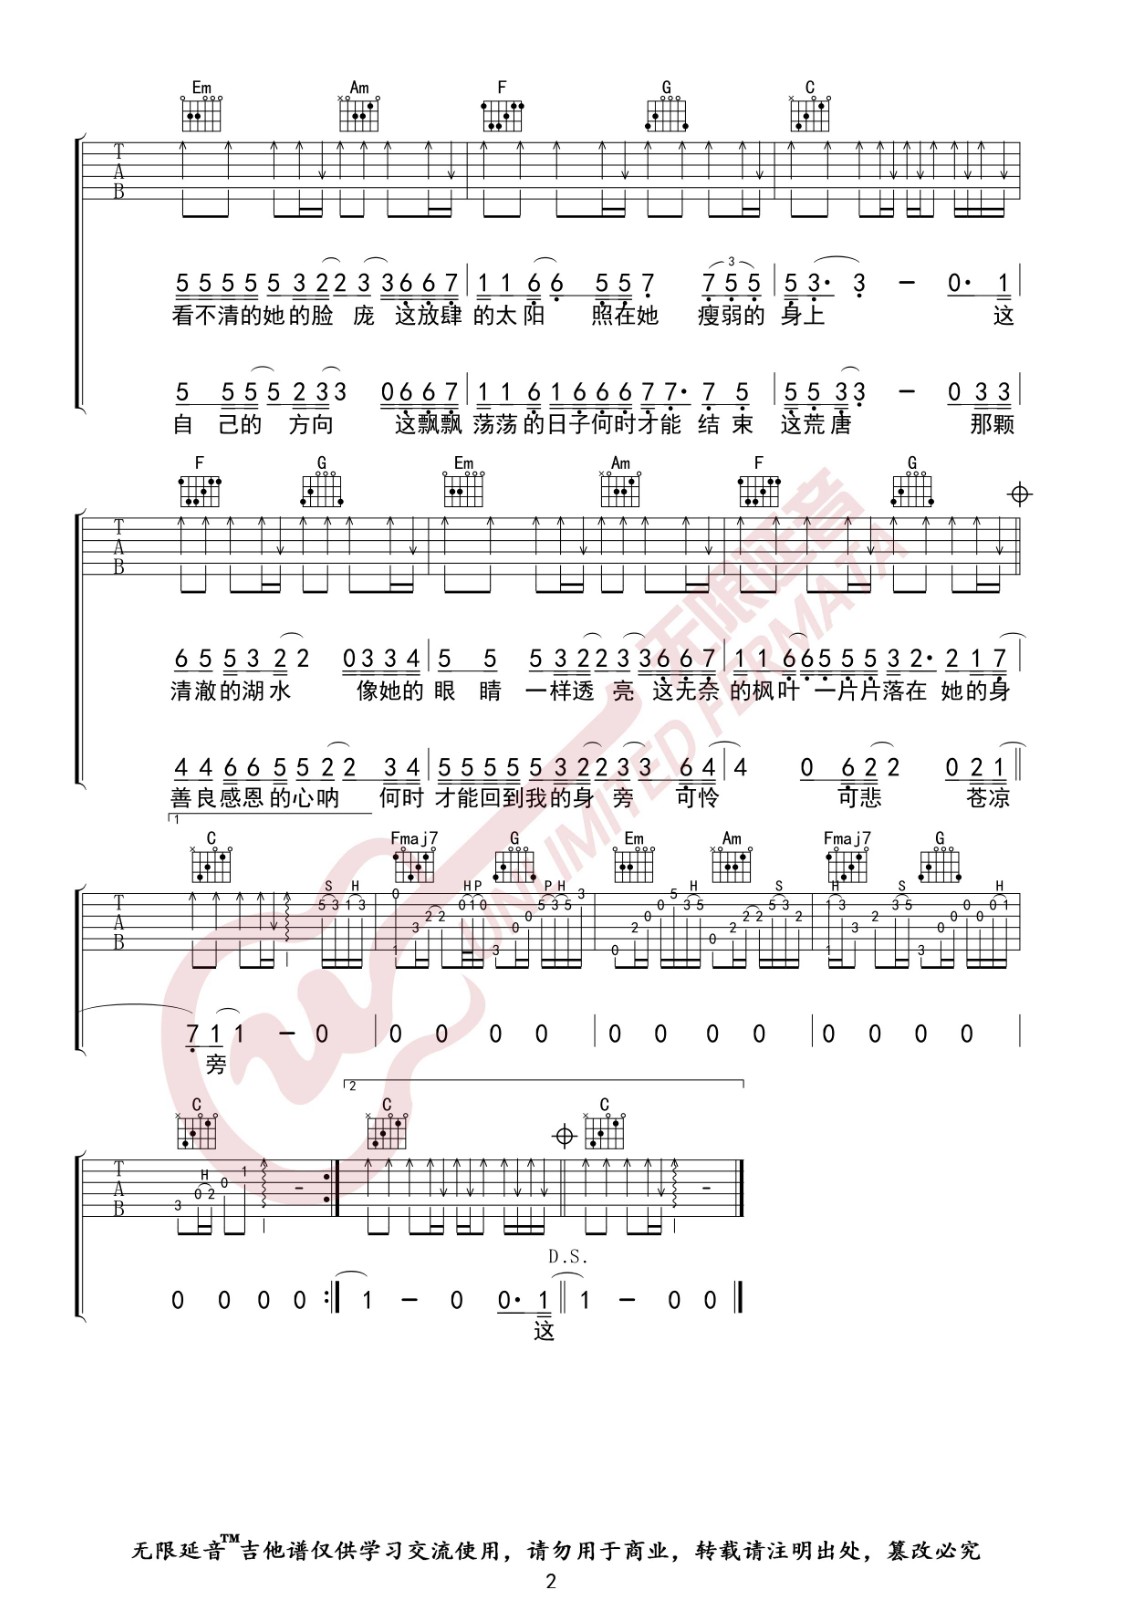 Em Am F G C
T
A
B
3
5 5 5 5 5 3 2 2 3 3 6 6 7 1 1 6 6 5 5 7 7 5 5 5 3· 3 – 0· 1
看不清的她的脸 庞 这放肆 的太阳 照在她 瘦弱的 身上 这
5 5 5 5 2 3 3 0 6 6 7 1 1 6 1 6 6 6 7 7· 7 5 5 5 3 3 – 0 3 3
自 己的 方向 这飘飘 荡荡的日子何时才能 结束 这荒唐 那颗
F G Em Am F G
T
A
B
6 5 5 3 2 2 0 3 3 4 5 5 5 3 2 2 3 3 6 6 7 1 1 6 6 5 5 5 3 2· 2 1 7
清澈的湖水 像她的 眼 睛 一样透 亮 这无奈 的枫叶 一片片落在 她的身
4 4 6 6 5 5 2 2 3 4 5 5 5 5 5 3 2 2 3 3 6 4 4 0 6 2 2 0 2 1
善良感恩的心呐 何时 才能回到我的身 旁 可怜 可悲 苍凉
1
C Fmaj7 G Em Am Fmaj7 G
S H H P P H H S H S H
T
A
B
5 3 1 3 0 1 3 2 2 0 1 0 3 0 0 5 3 5 3 0 2 0 0 5 3 5 0 2 2 2 5 3 2 1 1 3 3 2 3 5 3 0 0 0 0 1
7 1 1 – 0 0 0 0 0 0 0 0 0 0 0 0 0
旁
2
C C C
H
T
A
B
3 0 2 0 1 – –
D.S.
0 0 0 0 1 – 0 0· 1 1 – 0 0
这
无限延音™吉他谱仅供学习交流使用，请勿用于商业，转载请注明出处，篡改必究
2
无限延音
UNLIMITED FERMATA